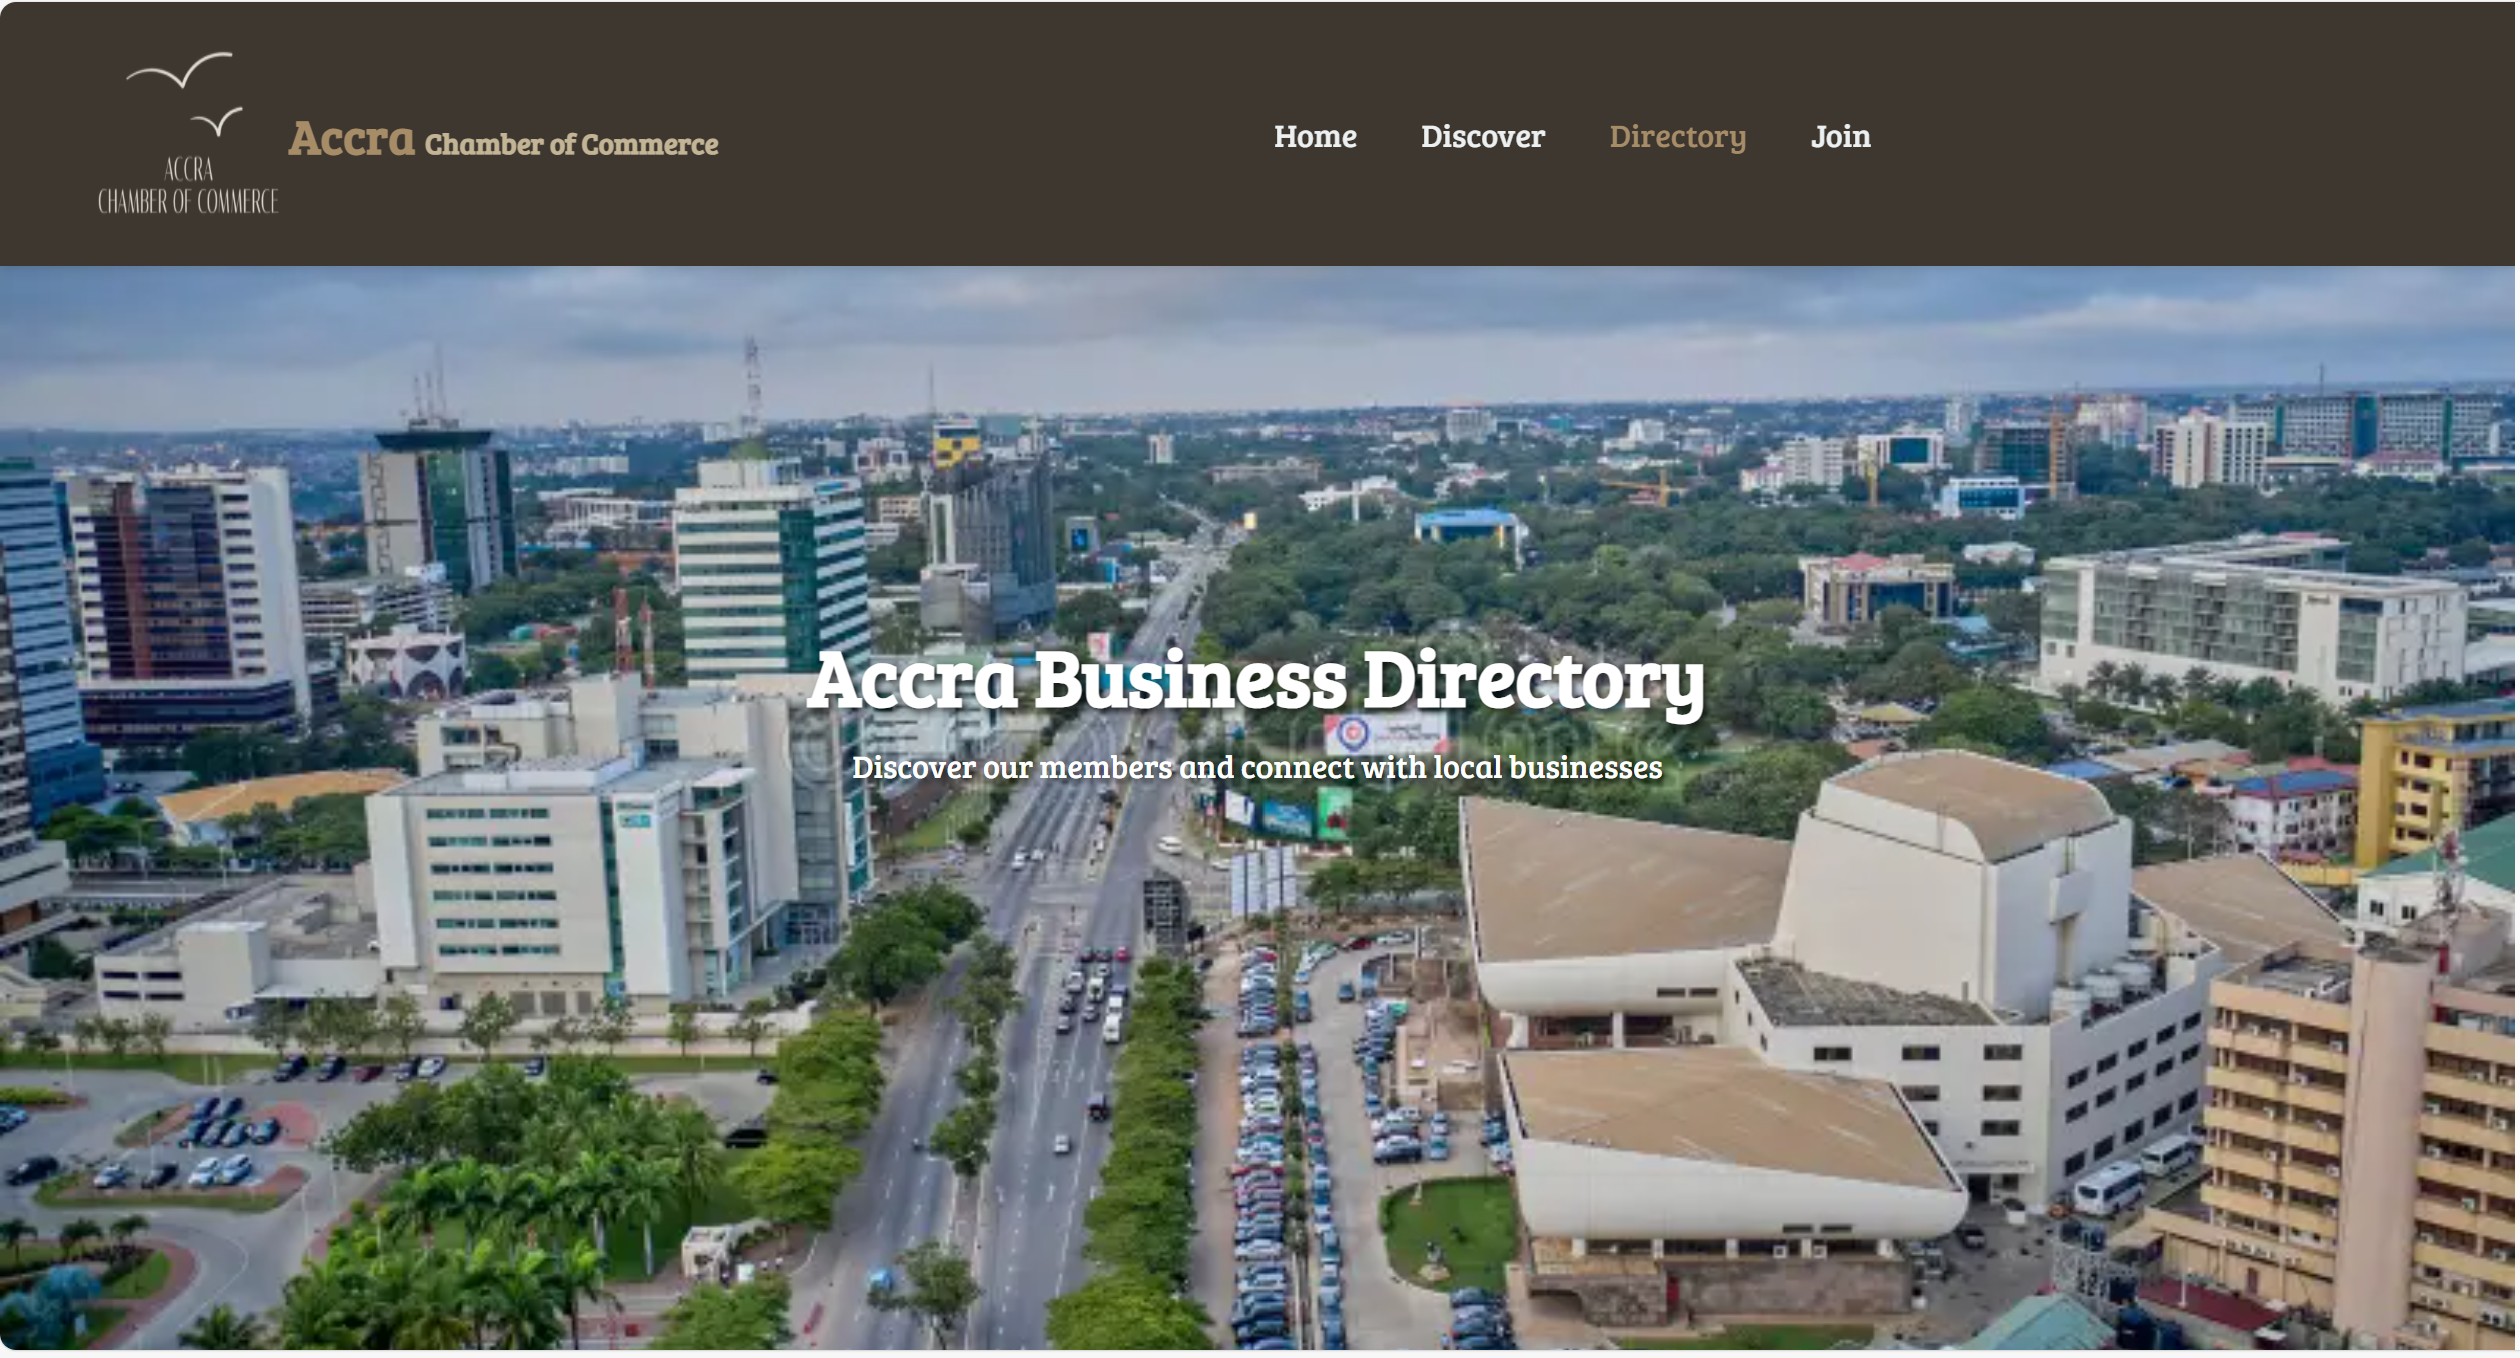 ACCRA
CHAMBER OF COMMERCE
Accra Chamber of Commerce
Home Discover Directory Join
Accra Business Directory
Discover our members and connect with local businesses